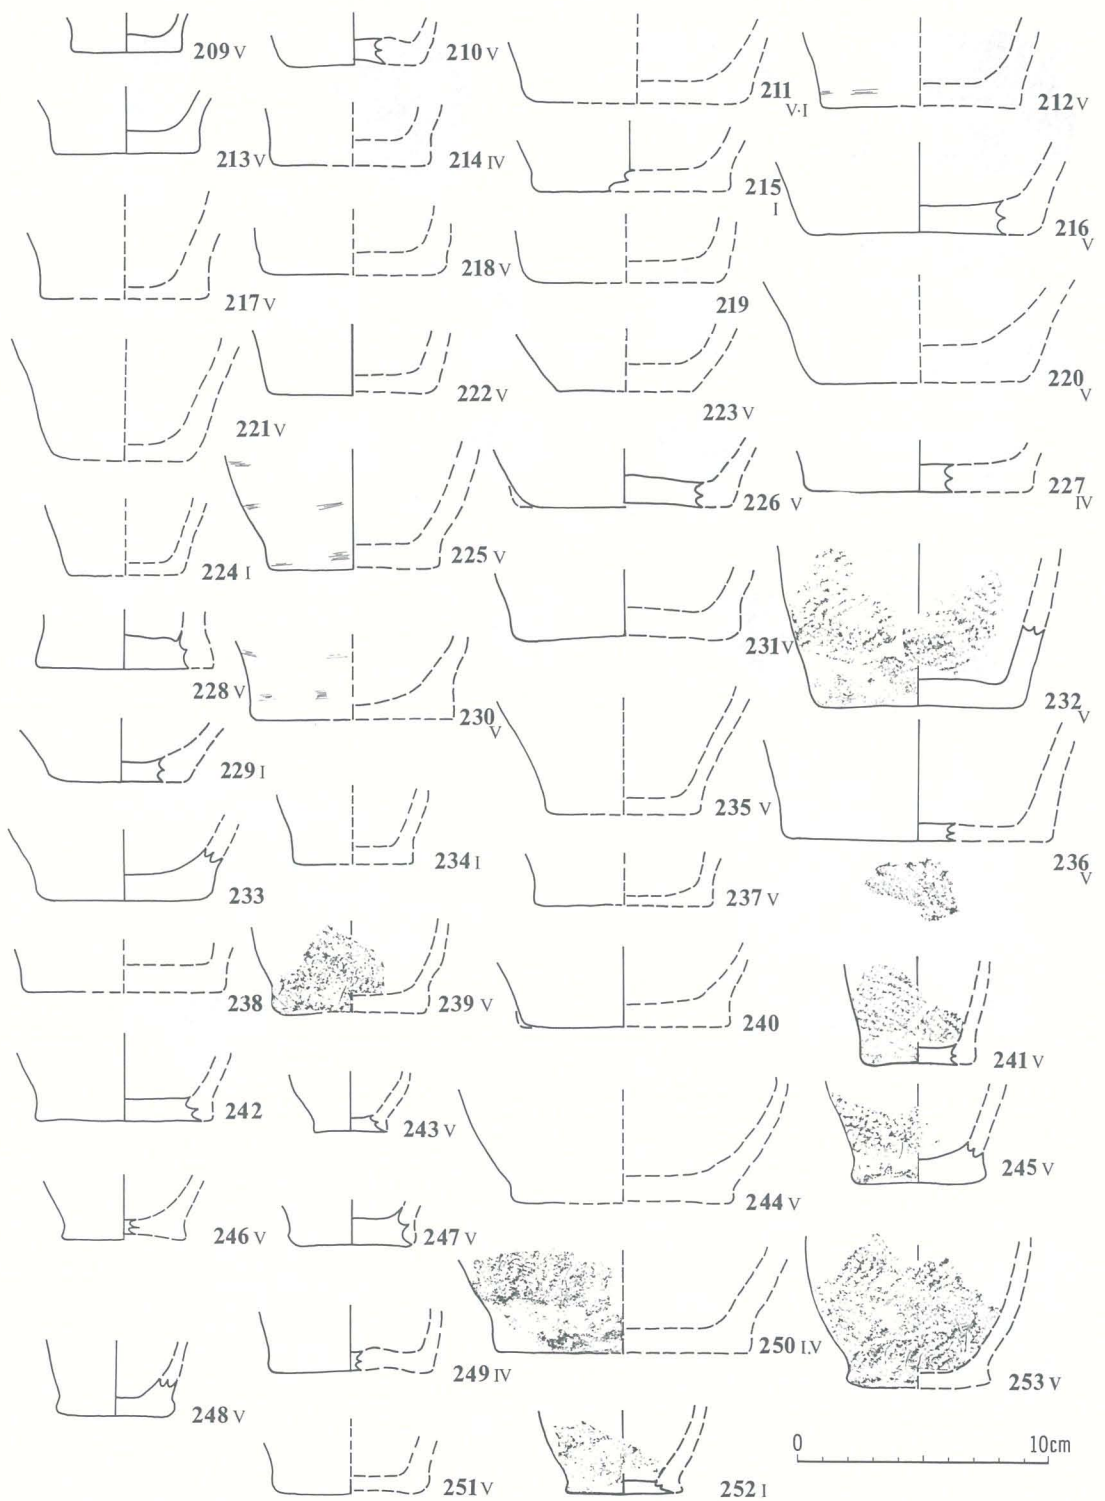 209 V
210 V
211
V·I
212 V
213 V
214 IV
215
I
216
V
217 V
218 V
219
220
V
221 V
222 V
223 V
224 I
225 V
226 V
227
IV
228 V
229 I
230
V
231 V
232
V
233
234 I
235 V
236
V
237 V
238
239 V
240
241 V
242
243 V
244 V
245 V
246 V
247 V
248 V
249 IV
250 I.V
251 V
252 I
253 V
0 10cm